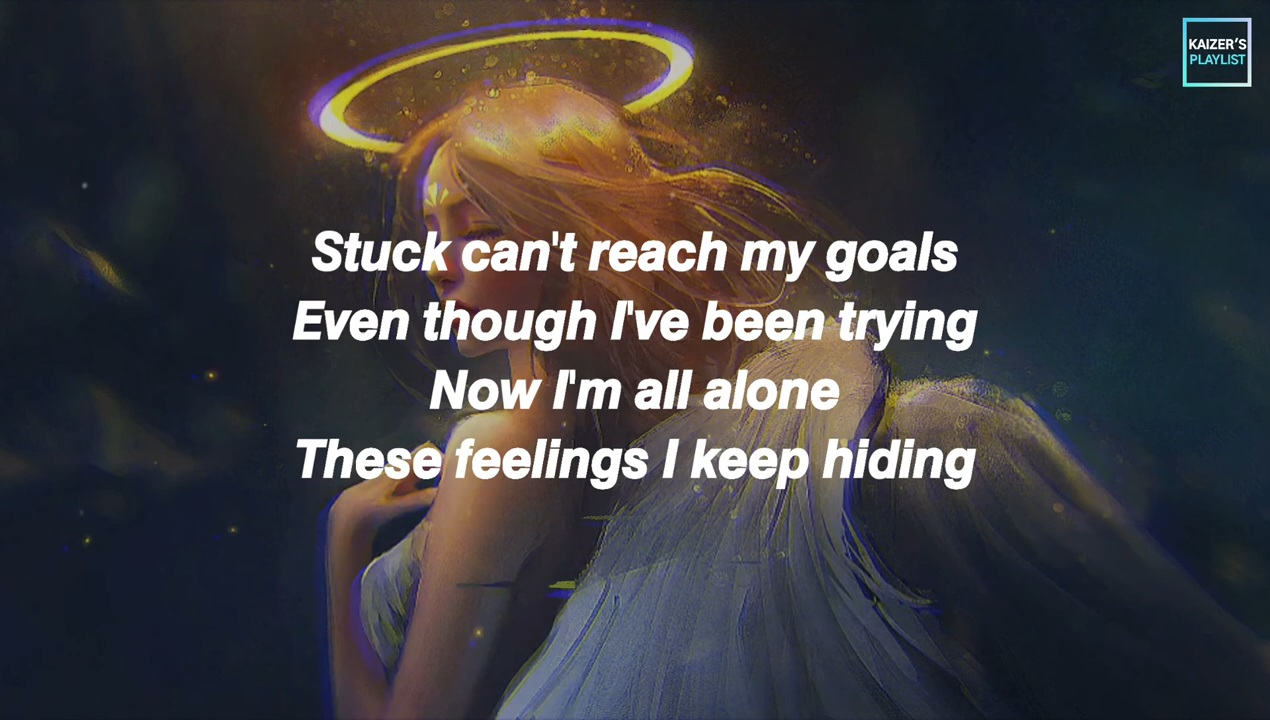 KAIZER'S
PLAYLIST
Stuck can't reach my goals
Even though I've been trying
Now I'm all alone
These feelings I keep hiding